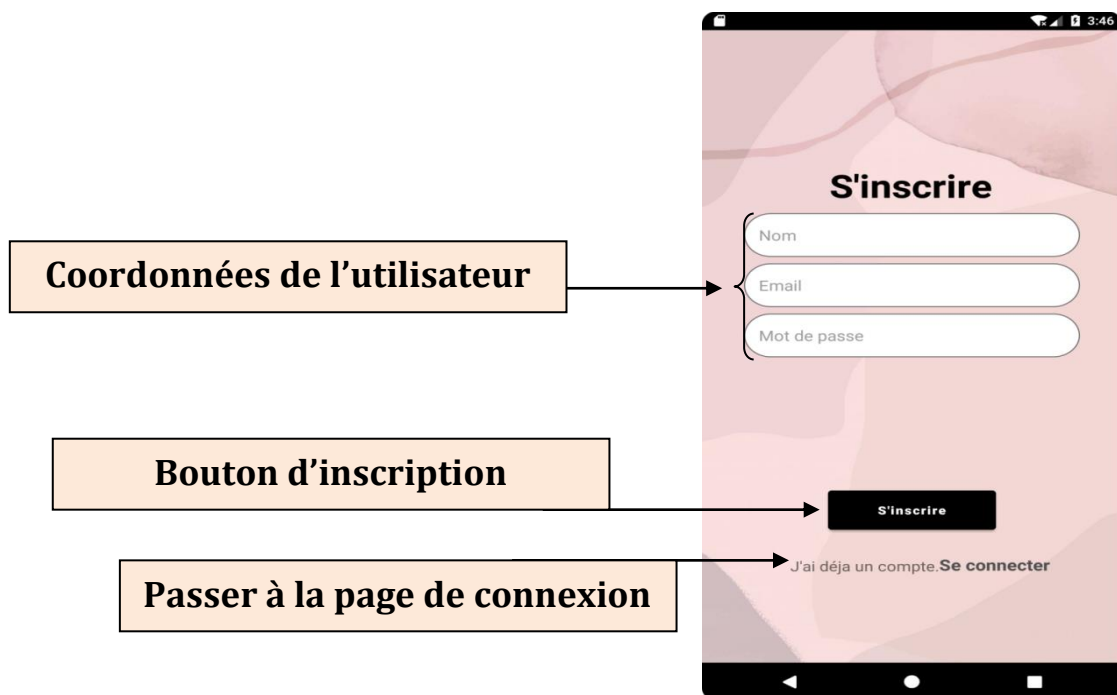 3:46
S'inscrire
Nom
Coordonnées de l’utilisateur
Email
Mot de passe
Bouton d’inscription
S'inscrire
J'ai déja un compte.Se connecter
Passer à la page de connexion